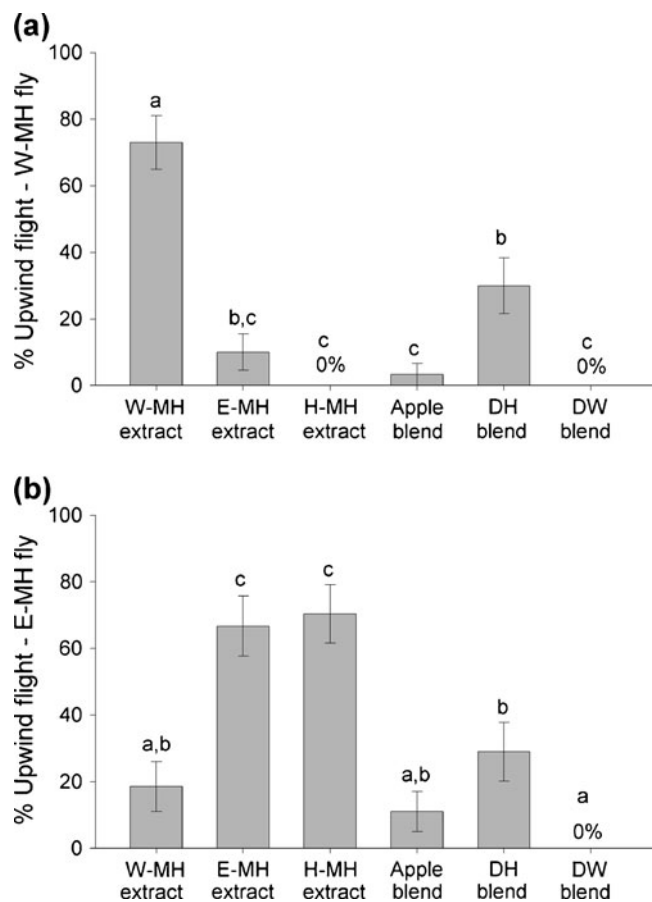 (a)
100
80
60
40
20
0
% Upwind flight - W-MH fly
a
b,c
c
0%
c
b
c
0%
W-MH extract
E-MH extract
H-MH extract
Apple blend
DH blend
DW blend
(b)
100
80
60
40
20
0
% Upwind flight - E-MH fly
a,b
c
c
a,b
b
a
0%
W-MH extract
E-MH extract
H-MH extract
Apple blend
DH blend
DW blend